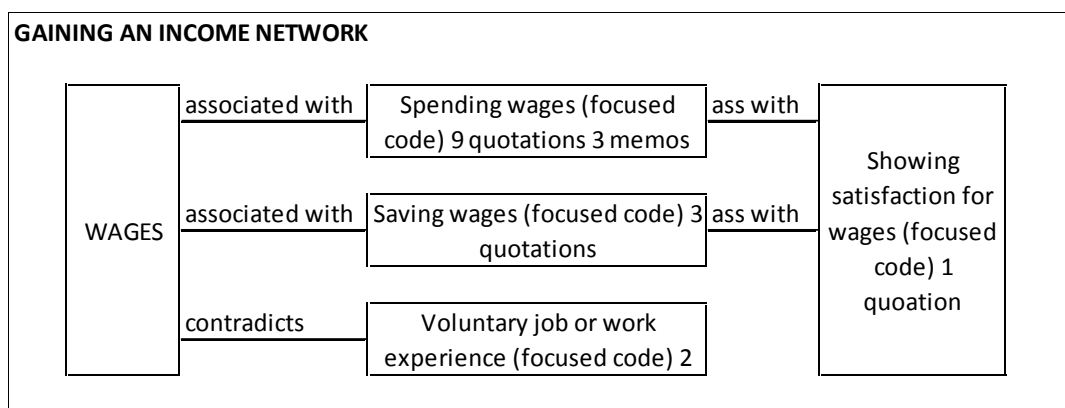 GAINING AN INCOME NETWORK
associated with
Spending wages (focused
code) 9 quotations 3 memos
ass with
WAGES
associated with
Saving wages (focused code) 3
quotations
ass with
contradicts
Voluntary job or work
experience (focused code) 2
Showing
satisfaction for
wages (focused
code) 1
quoation